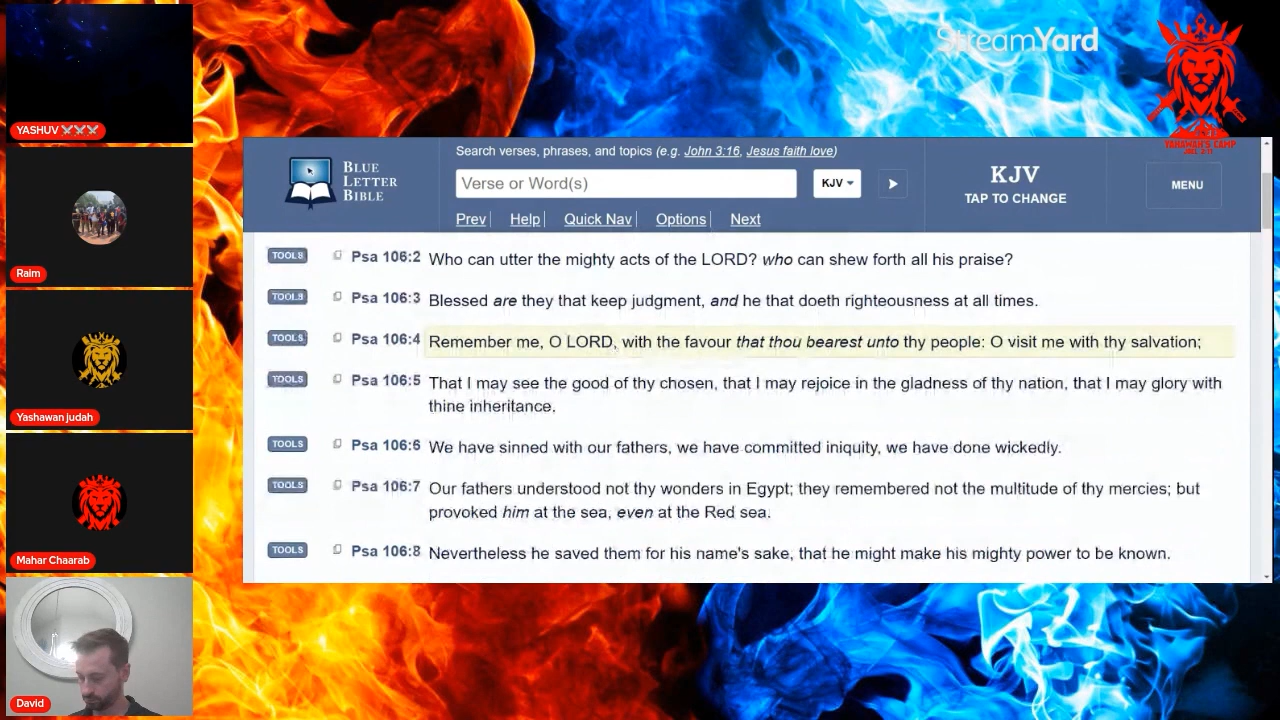 StreamYard
YAHAWAH'S CAMP
YASHUV ⚔⚔⚔
Raim
Yashawan judah
Mahar Chaarab
David
BLUE
LETTER
BIBLE
Search verses, phrases, and topics (e.g. John 3:16, Jesus faith love)
Verse or Word(s)
KJV
Prev| Help| Quick Nav| Options| Next
KJV
TAP TO CHANGE
MENU
TOOLS Psa 106:2 Who can utter the mighty acts of the LORD? who can shew forth all his praise?
TOOLS Psa 106:3 Blessed are they that keep judgment, and he that doeth righteousness at all times.
TOOLS Psa 106:4 Remember me, O LORD, with the favour that thou bearest unto thy people: O visit me with thy salvation;
TOOLS Psa 106:5 That I may see the good of thy chosen, that I may rejoice in the gladness of thy nation, that I may glory with
thine inheritance.
TOOLS Psa 106:6 We have sinned with our fathers, we have committed iniquity, we have done wickedly.
TOOLS Psa 106:7 Our fathers understood not thy wonders in Egypt; they remembered not the multitude of thy mercies; but
provoked him at the sea, even at the Red sea.
TOOLS Psa 106:8 Nevertheless he saved them for his name's sake, that he might make his mighty power to be known.